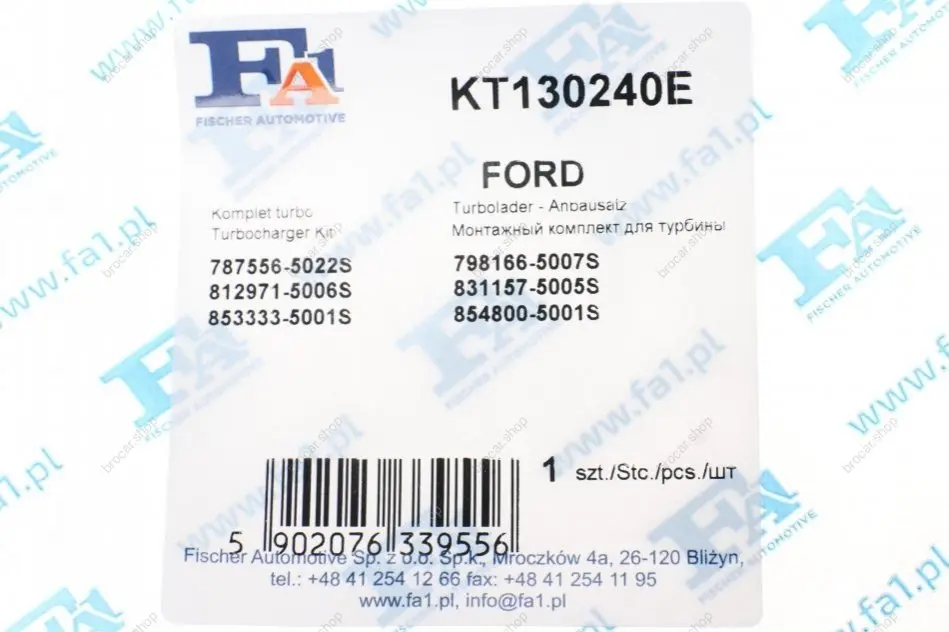 FA1
FISCHER AUTOMOTIVE
KT130240E
FORD
Komplet turbo
Turbocharger Kit
Turbolader - Anbausatz
Монтажный комплект для турбины
787556-5022S
812971-5006S
853333-5001S
798166-5007S
831157-5005S
854800-5001S
1 szt./Stc./pcs./шт
5 902076 339556
Fischer Automotive Sp. z o.o. Sp.k., Mroczków 4a, 26-120 Bliżyn,
tel.: +48 41 254 12 66 fax: +48 41 254 11 95
www.fa1.pl, info@fa1.pl
www.fa1.pl
brocar.shop